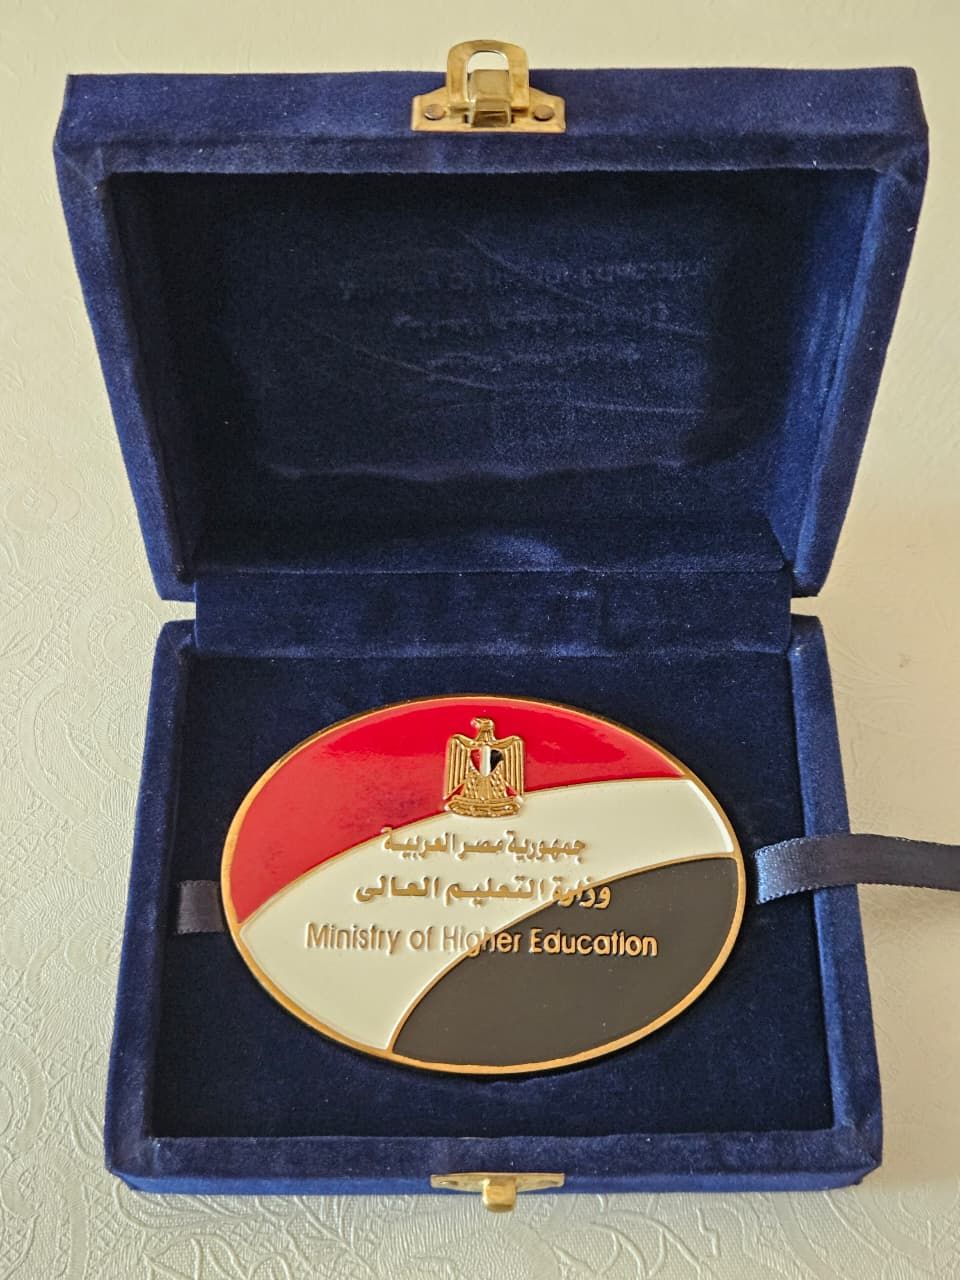 جمهورية مصر العربية
وزارة التعليم العالى
Ministry of Higher Education